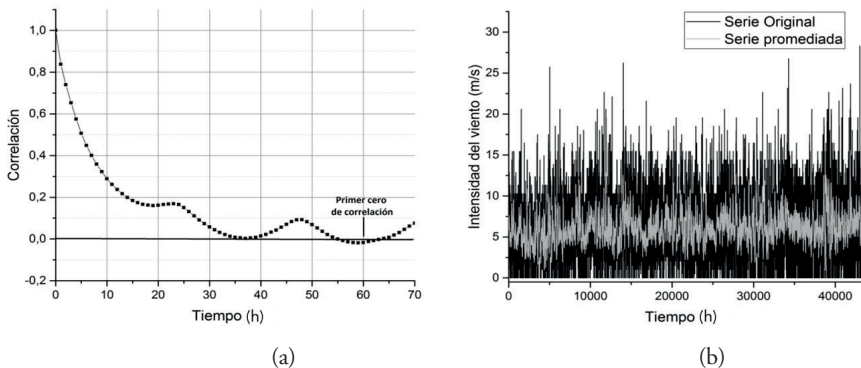 1,0
0,8
0,6
0,4
0,2
0,0
-0,2
Correlación
0 10 20 30 40 50 60 70
Tiempo (h)
Primer cero
de correlación
(a)
Serie Original
Serie promediada
30
25
20
15
10
5
0
Intensidad del viento (m/s)
0 10000 20000 30000 40000
Tiempo (h)
(b)